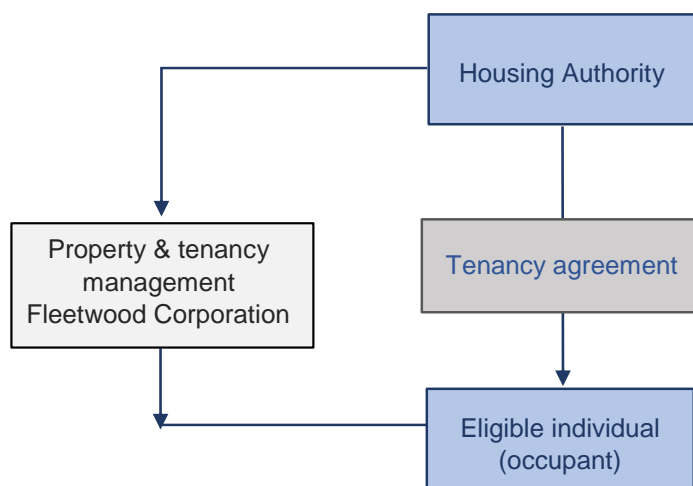 Housing Authority
Property & tenancy
management
Fleetwood Corporation
Tenancy agreement
Eligible individual
(occupant)